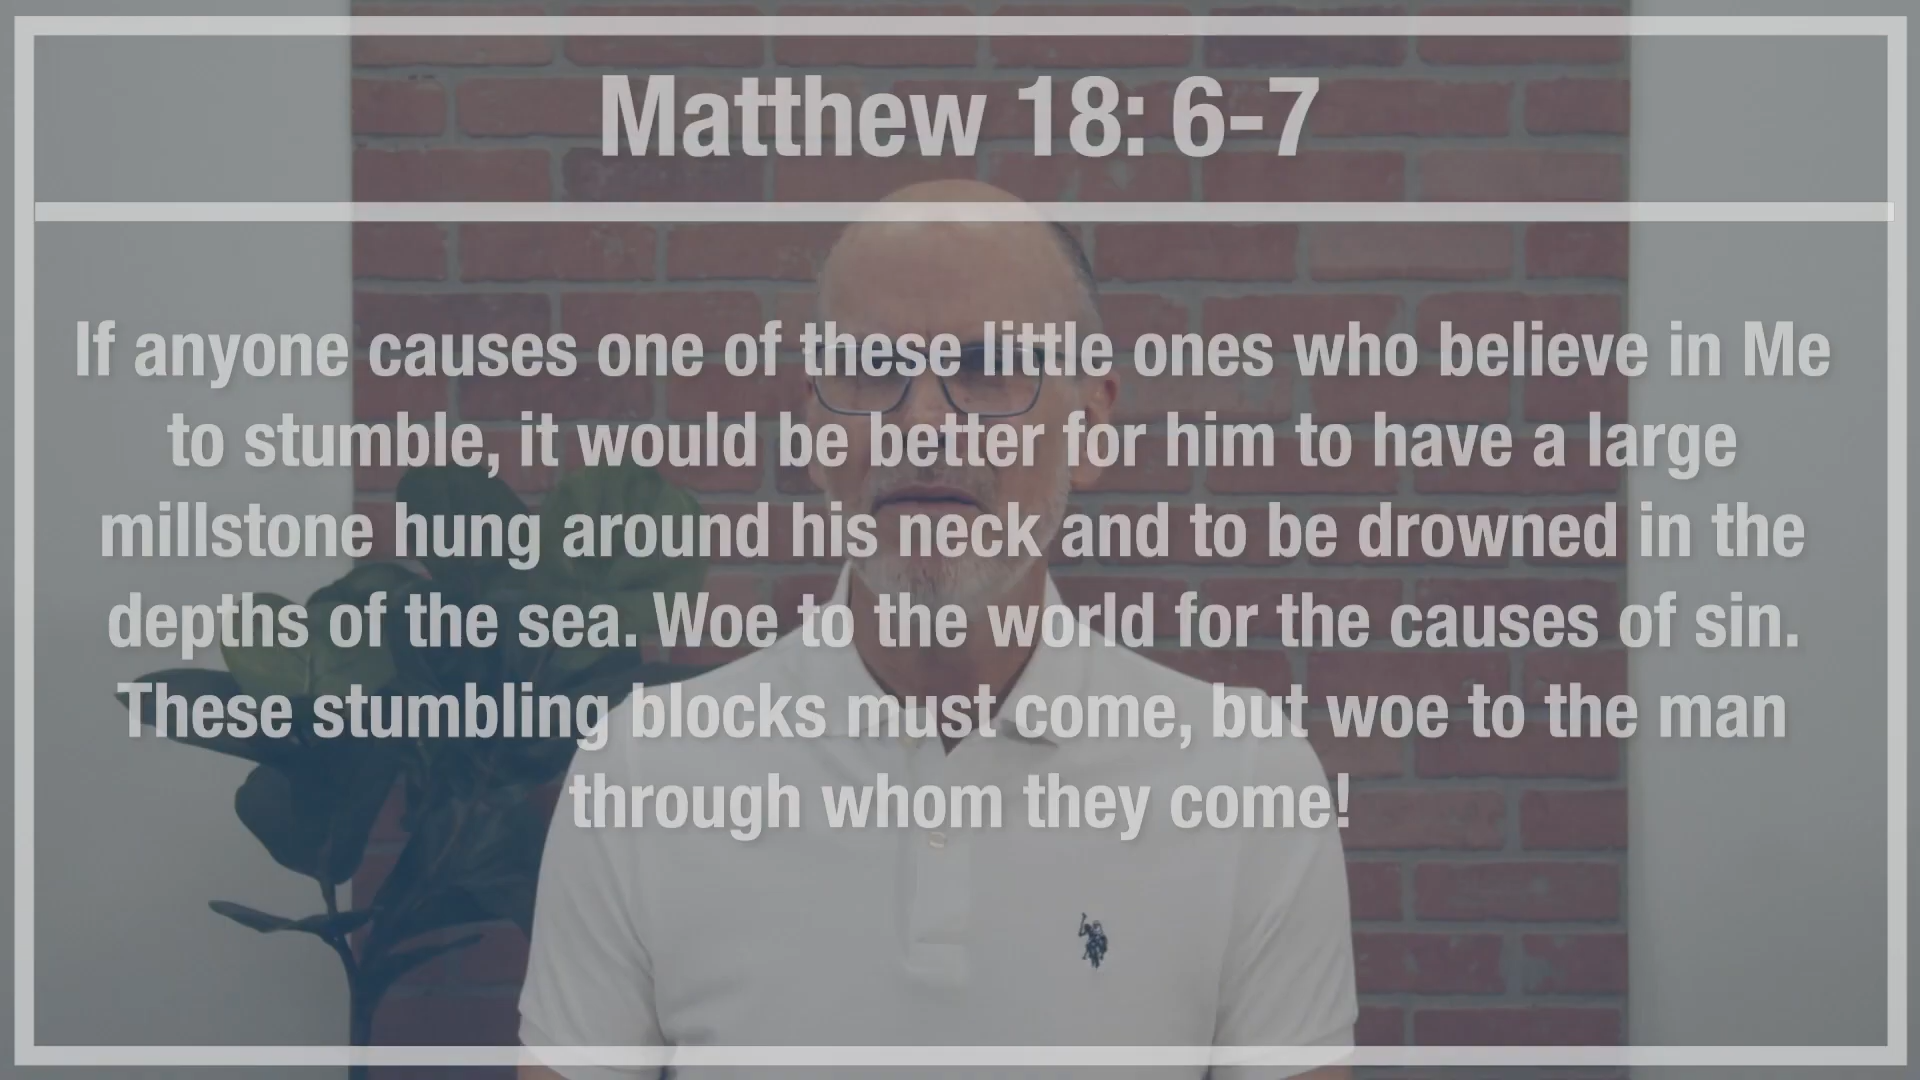 Matthew 18: 6-7
If anyone causes one of these little ones who believe in Me
to stumble, it would be better for him to have a large
millstone hung around his neck and to be drowned in the
depths of the sea. Woe to the world for the causes of sin.
These stumbling blocks must come, but woe to the man
through whom they come!